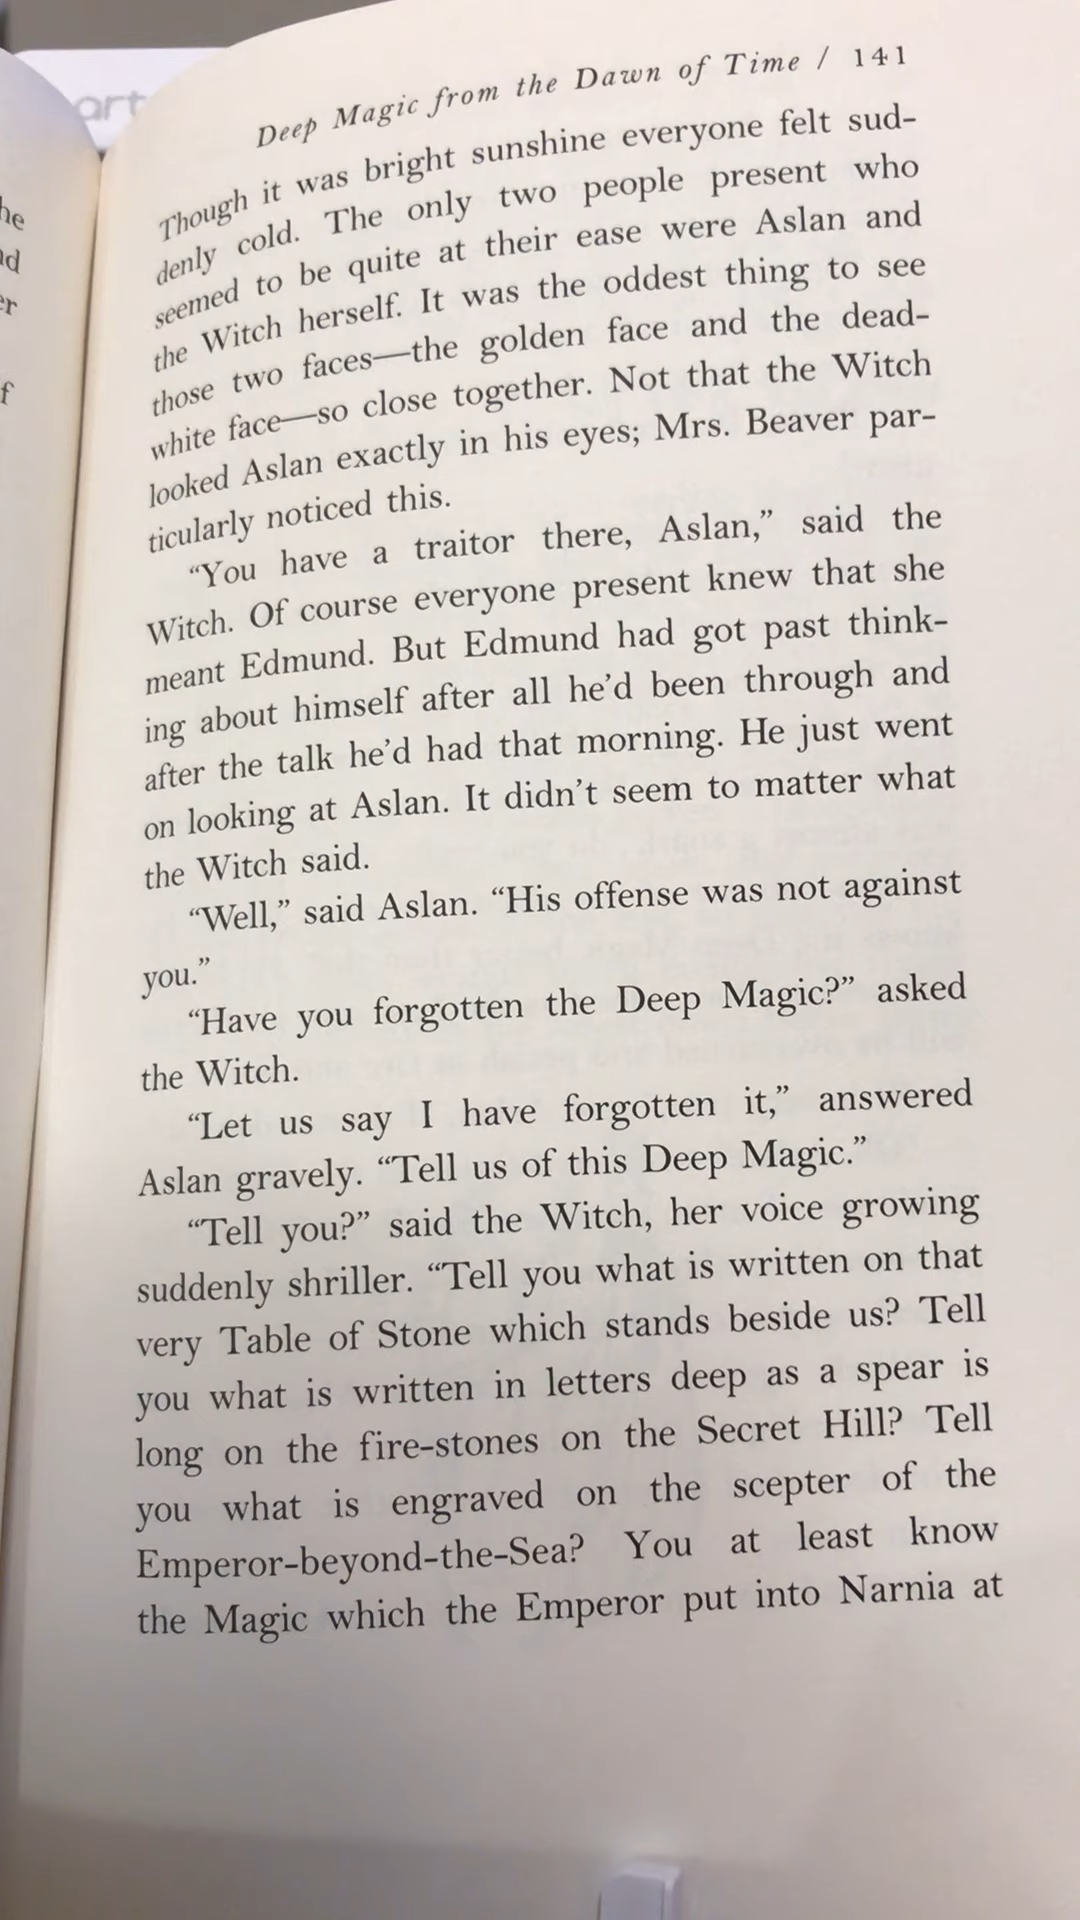 art
he
nd
er
f
Deep Magic from the Dawn of Time / 141
Though it was bright sunshine everyone felt sud-
denly cold. The only two people present who
seemed to be quite at their ease were Aslan and
the Witch herself. It was the oddest thing to see
those two faces—the golden face and the dead-
white face—so close together. Not that the Witch
looked Aslan exactly in his eyes; Mrs. Beaver par-
ticularly noticed this.
“You have a traitor there, Aslan,” said the
Witch. Of course everyone present knew that she
meant Edmund. But Edmund had got past think-
ing about himself after all he’d been through and
after the talk he’d had that morning. He just went
on looking at Aslan. It didn’t seem to matter what
the Witch said.
“Well,” said Aslan. “His offense was not against
you.”
“Have you forgotten the Deep Magic?” asked
the Witch.
“Let us say I have forgotten it,” answered
Aslan gravely. “Tell us of this Deep Magic.”
“Tell you?” said the Witch, her voice growing
suddenly shriller. “Tell you what is written on that
very Table of Stone which stands beside us? Tell
you what is written in letters deep as a spear is
long on the fire-stones on the Secret Hill? Tell
you what is engraved on the scepter of the
Emperor-beyond-the-Sea? You at least know
the Magic which the Emperor put into Narnia at